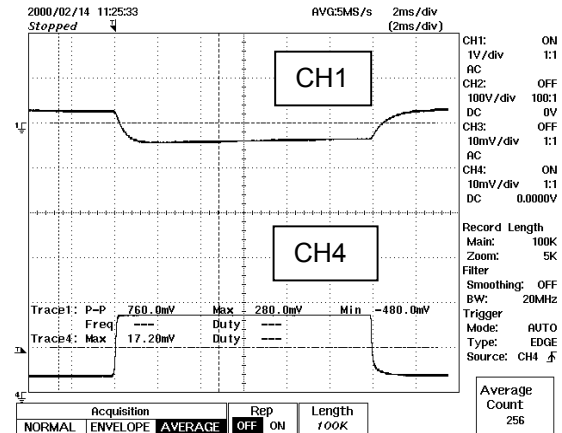 2000/02/14 11:25:33 AVG:5MS/s 2ms/div
Stopped (2ms/div)
CH1: ON
1V/div 1:1
AC
CH2: OFF
100V/div 100:1
DC 0V
CH3: OFF
10mV/div 1:1
AC
CH4: ON
10mV/div 1:1
DC 0.0000V
Record Length
Main: 100K
Zoom: 5K
Filter
Smoothing: OFF
BW: 20MHz
Trigger
Mode: AUTO
Type: EDGE
Source: CH4
CH1
CH4
Trace1: P-P 760.0mV Max 280.0mV Min -480.0mV
Freq --- Duty ---
Trace4: Max 17.20mV Duty ---
Acquisition
NORMAL ENVELOPE AVERAGE
Rep
OFF ON
Length
100K
Average
Count
256